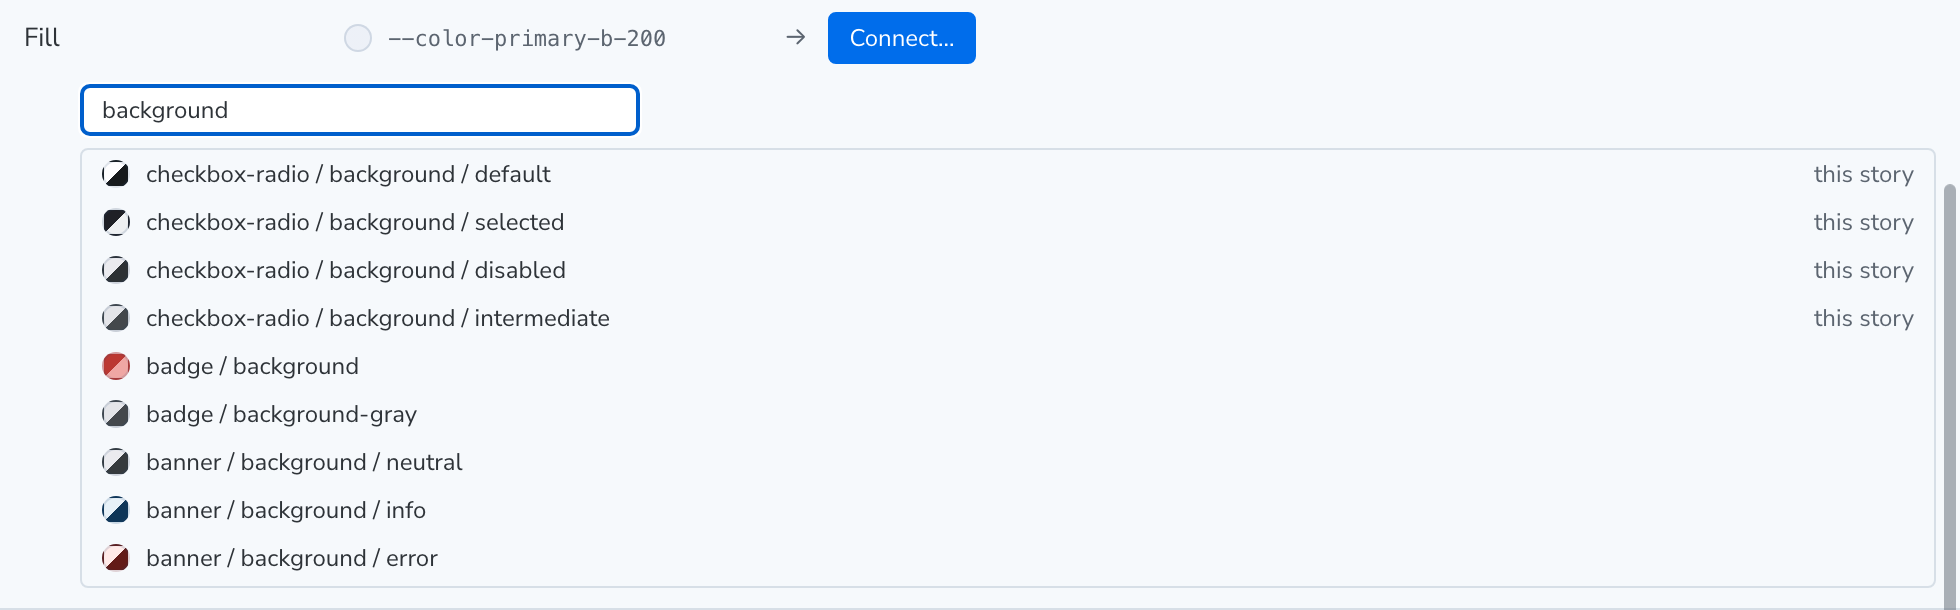 Fill
--color-primary-b-200 → Connect...
background
checkbox-radio / background / default this story
checkbox-radio / background / selected this story
checkbox-radio / background / disabled this story
checkbox-radio / background / intermediate this story
badge / background
badge / background-gray
banner / background / neutral
banner / background / info
banner / background / error